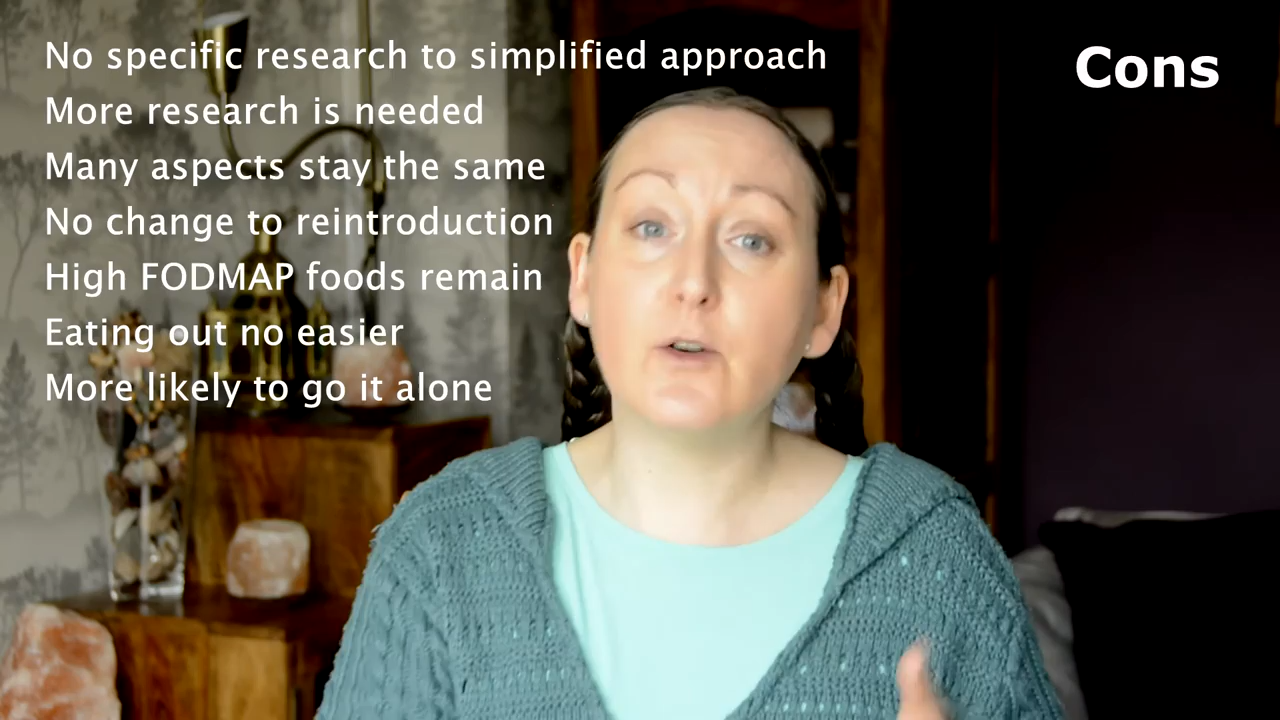 No specific research to simplified approach
Cons
More research is needed
Many aspects stay the same
No change to reintroduction
High FODMAP foods remain
Eating out no easier
More likely to go it alone